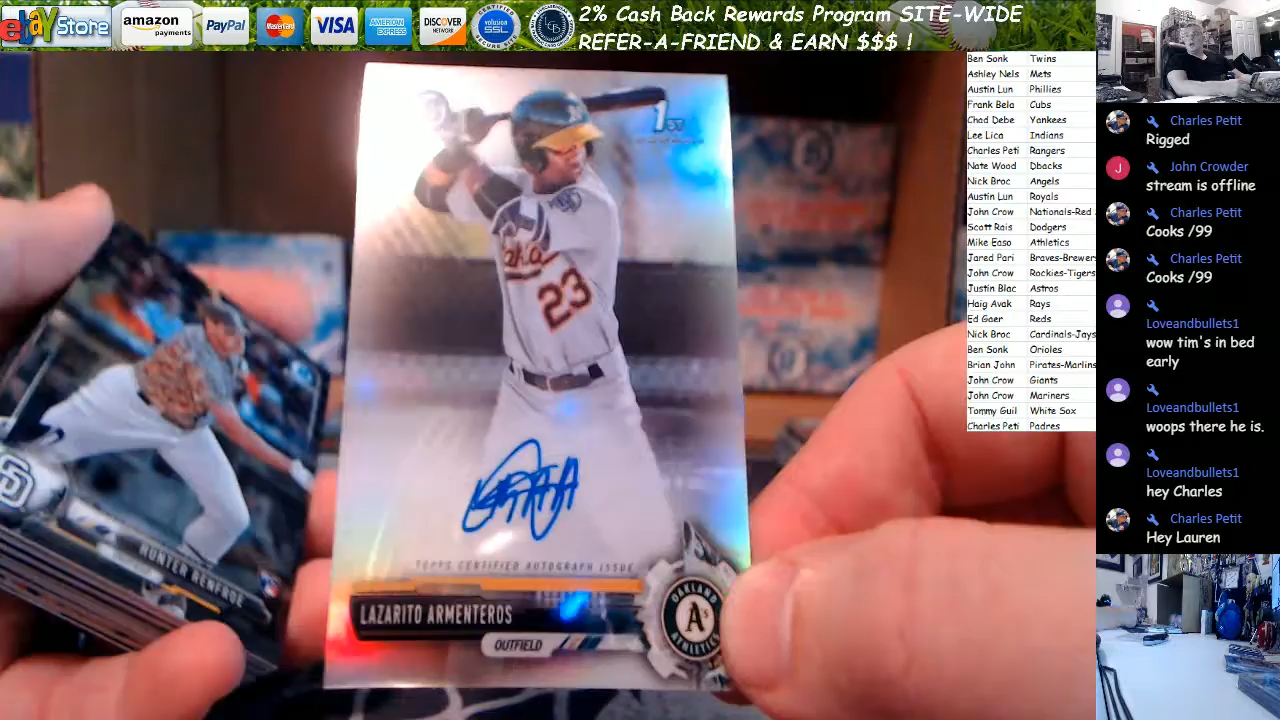 ebay Store
amazon
payments
PayPal
MasterCard
VISA
AMERICAN
EXPRESS
DISCOVER
NETWORK
volusion
SSL
2% Cash Back Rewards Program SITE-WIDE
REFER-A-FRIEND & EARN $$$ !
Ben Sonk Twins
Ashley Nels Mets
Austin Lun Phillies
Frank Bela Cubs
Chad Debe Yankees
Lee Lica Indians
Charles Peti Rangers
Nate Wood Dbacks
Nick Broc Angels
Austin Lun Royals
John Crow Nationals-Red
Scott Rais Dodgers
Mike Easo Athletics
Jared Pari Braves-Brewers
John Crow Rockies-Tigers
Justin Blac Astros
Haig Avak Rays
Ed Gaer Reds
Nick Broc Cardinals-Jays
Ben Sonk Orioles
Brian John Pirates-Marlins
John Crow Giants
John Crow Mariners
Tommy Guil White Sox
Charles Peti Padres
Charles Petit
Rigged
J
John Crowder
stream is offline
Charles Petit
Cooks /99
Charles Petit
Cooks /99
Loveandbullets1
wow tim's in bed
early
Loveandbullets1
woops there he is.
Loveandbullets1
hey Charles
Charles Petit
Hey Lauren
1st
23
TOPPS CERTIFIED AUTOGRAPH ISSUE
LAZARITO ARMENTEROS
OUTFIELD
OAKLAND
A's
ATHLETICS
HUNTER RENFROE
SD